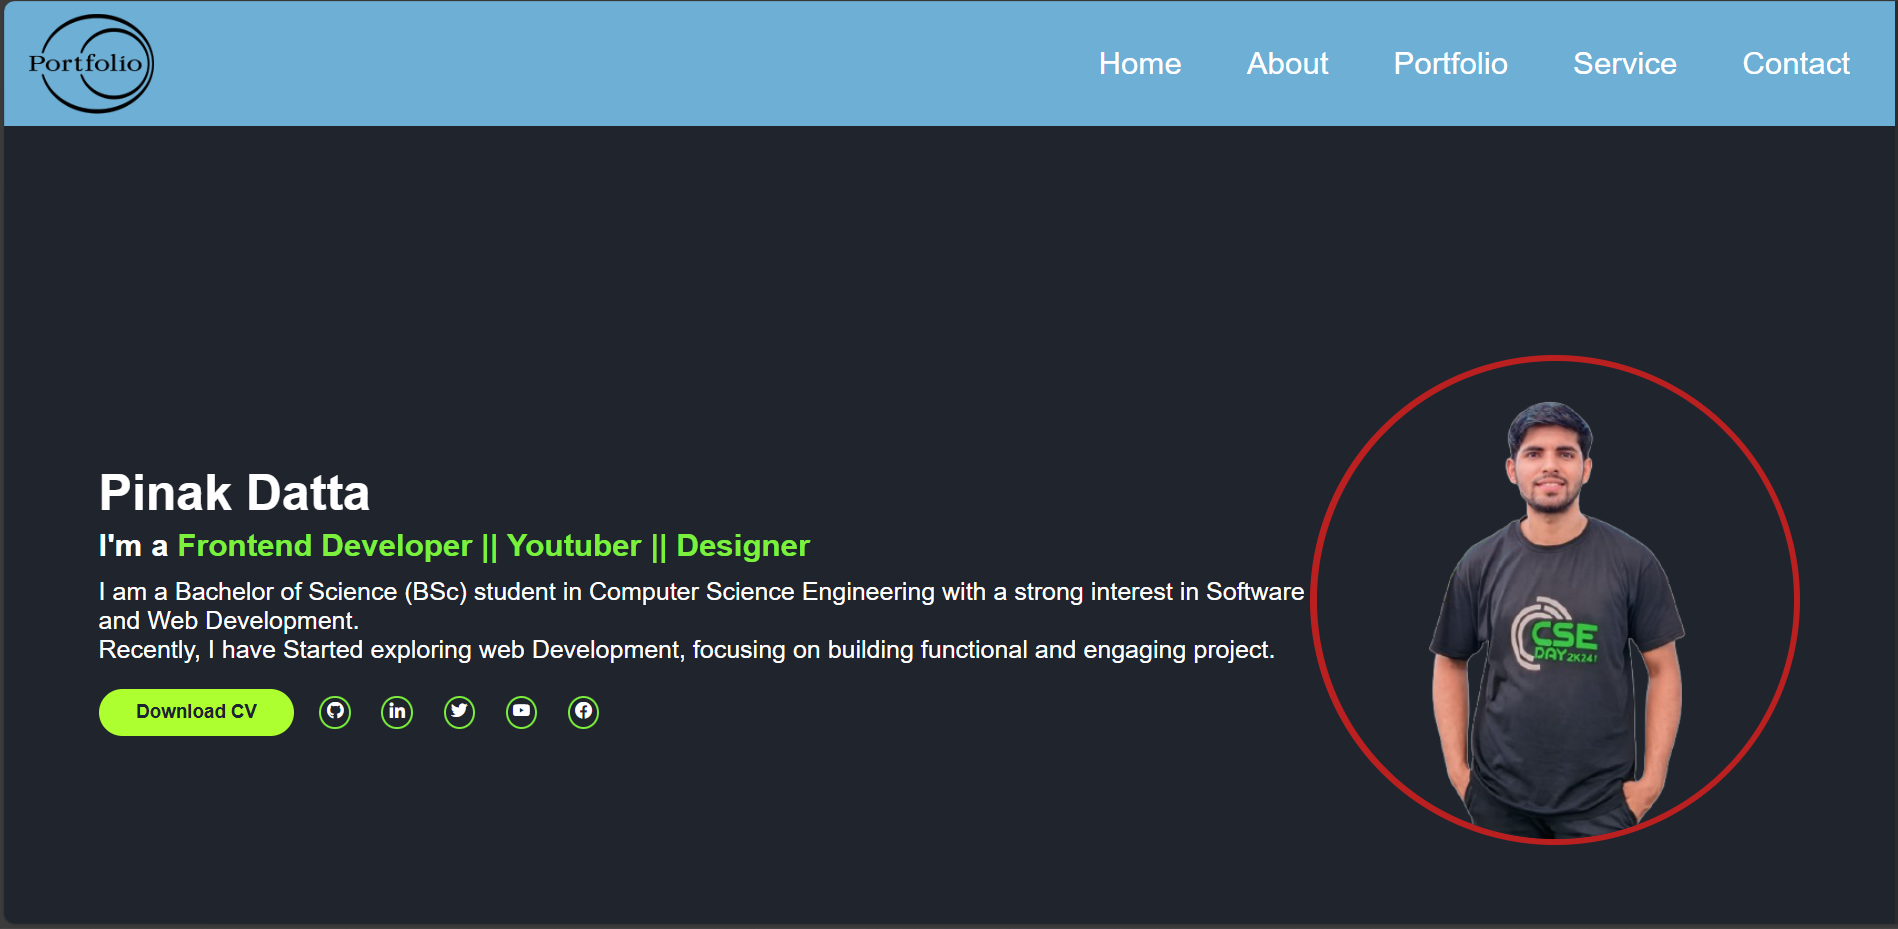 Portfolio
Home About Portfolio Service Contact
Pinak Datta
I'm a Frontend Developer || Youtuber || Designer
I am a Bachelor of Science (BSc) student in Computer Science Engineering with a strong interest in Software
and Web Development.
Recently, I have Started exploring web Development, focusing on building functional and engaging project.
Download CV
in
CSE
DAY2K24!